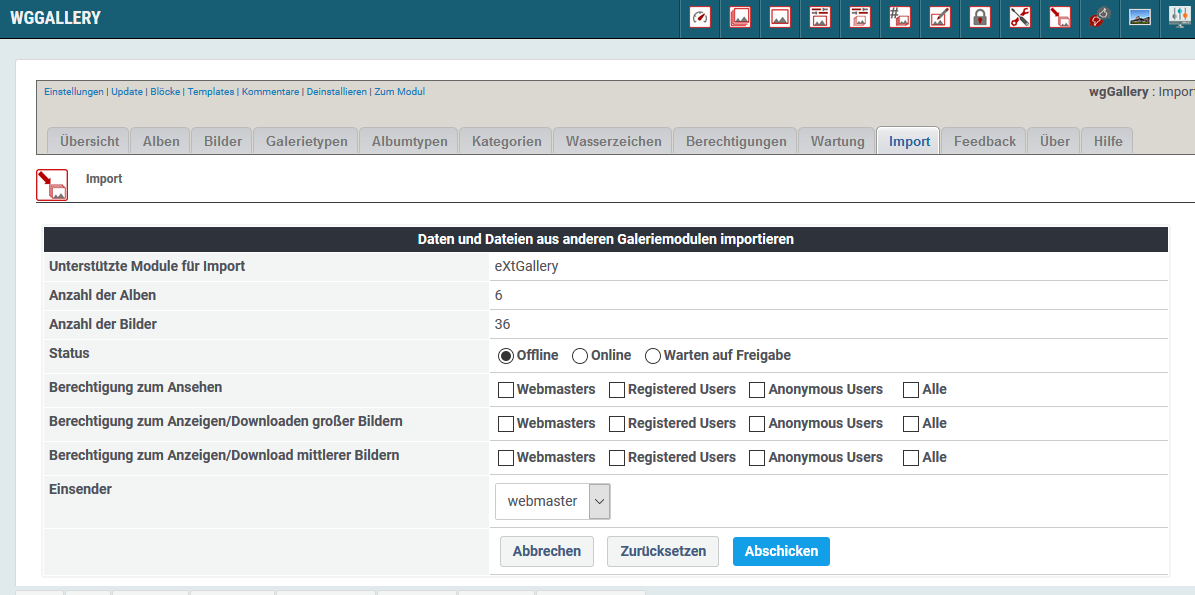 WGGALLERY
#
Einstellungen | Update | Blöcke | Templates | Kommentare | Deinstallieren | Zum Modul
wgGallery : Import
Übersicht Alben Bilder Galerietypen Albumtypen Kategorien Wasserzeichen Berechtigungen Wartung Import Feedback Über Hilfe
Import
Daten und Dateien aus anderen Galeriemodulen importieren
Unterstützte Module für Import eXtGallery
Anzahl der Alben 6
Anzahl der Bilder 36
Status Offline Online Warten auf Freigabe
Berechtigung zum Ansehen Webmasters Registered Users Anonymous Users Alle
Berechtigung zum Anzeigen/Downloaden großer Bildern Webmasters Registered Users Anonymous Users Alle
Berechtigung zum Anzeigen/Download mittlerer Bildern Webmasters Registered Users Anonymous Users Alle
Einsender webmaster
Abbrechen Zurücksetzen Abschicken